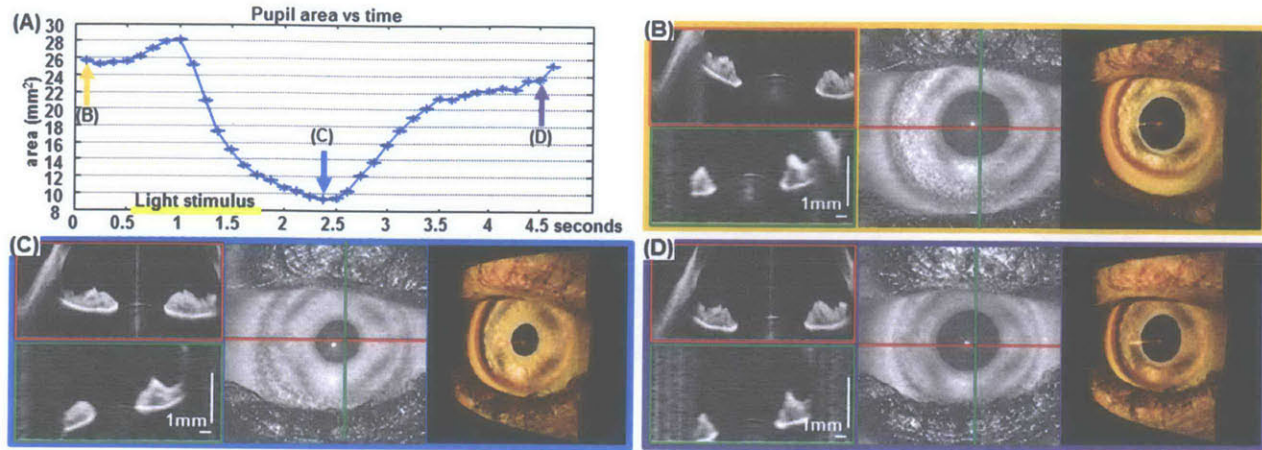 (A)
Pupil area vs time
30
28
26
24
22
20
18
16
14
12
10
8
area (mm²)
(B)
(C)
(D)
Light stimulus
0 0.5 1 1.5 2 2.5 3 3.5 4 4.5 seconds
(B)
1mm
(C)
1mm
(D)
1mm